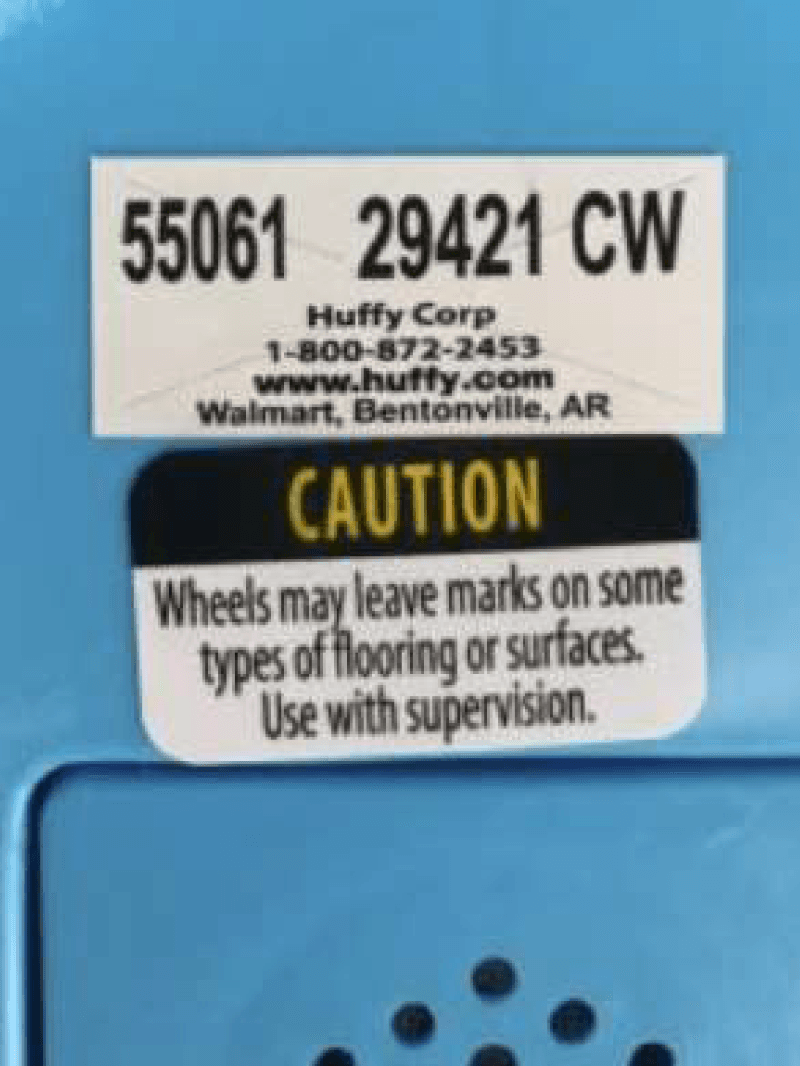 55061 29421 CW
Huffy Corp
1-800-872-2453
www.huffy.com
Walmart, Bentonville, AR
CAUTION
Wheels may leave marks on some
types of flooring or surfaces.
Use with supervision.